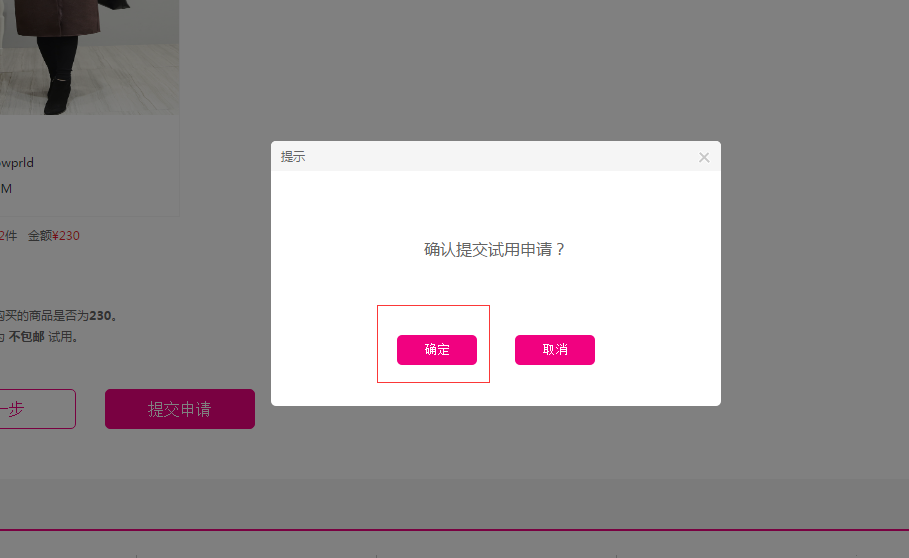 wprld
M
2件 金额¥230
购买的商品是否为230。
不包邮 试用。
一步
提交申请
提示
确认提交试用申请？
确定
取消